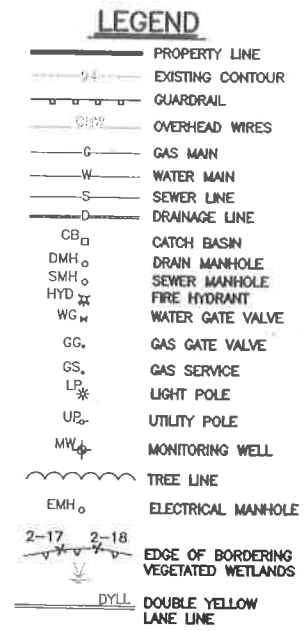 LEGEND
PROPERTY LINE
94 EXISTING CONTOUR
GUARDRAIL
OVERHEAD WIRES
G GAS MAIN
W WATER MAIN
S SEWER LINE
D DRAINAGE LINE
CB CATCH BASIN
DMH DRAIN MANHOLE
SMH SEWER MANHOLE
HYD FIRE HYDRANT
WG WATER GATE VALVE
GG GAS GATE VALVE
GS GAS SERVICE
LP LIGHT POLE
UP UTILITY POLE
MW MONITORING WELL
TREE LINE
EMH ELECTRICAL MANHOLE
2-17 2-18 EDGE OF BORDERING
VEGETATED WETLANDS
DYLL DOUBLE YELLOW
LANE LINE